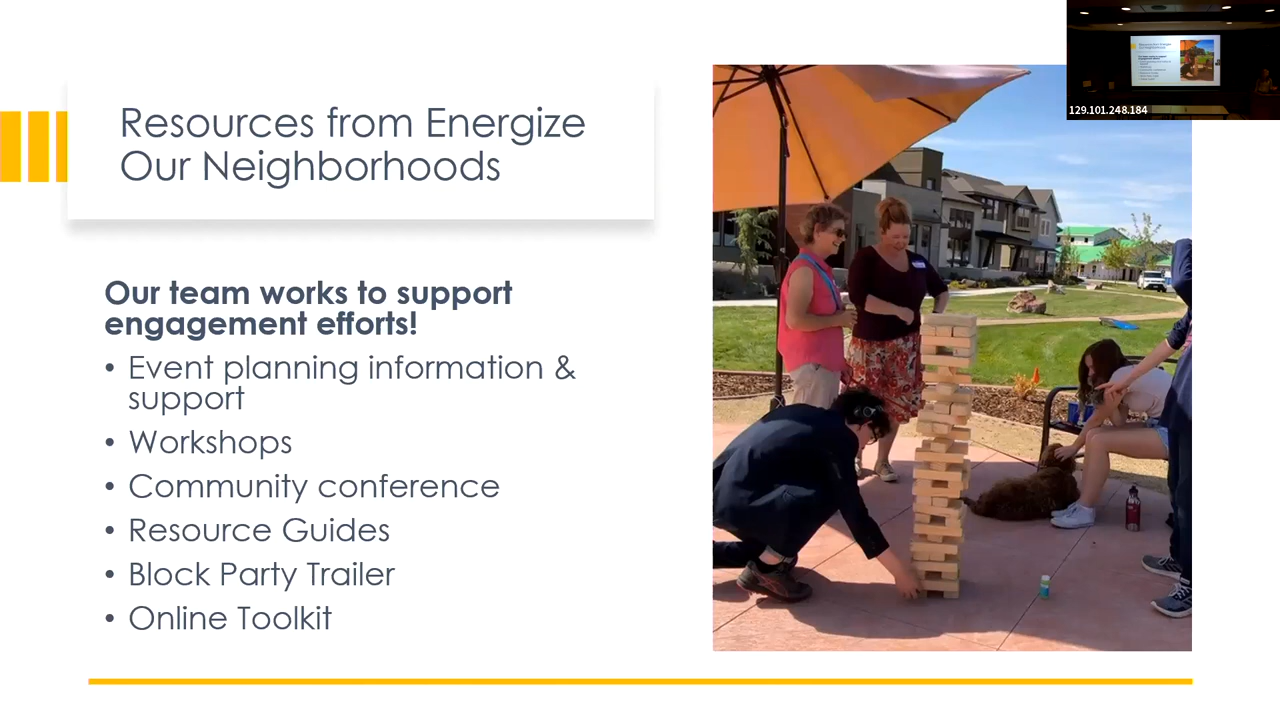 Resources from Energize
Our Neighborhoods
Our team works to support
engagement efforts!
• Event planning information &
support
• Workshops
• Community conference
• Resource Guides
• Block Party Trailer
• Online Toolkit
129.101.248.184